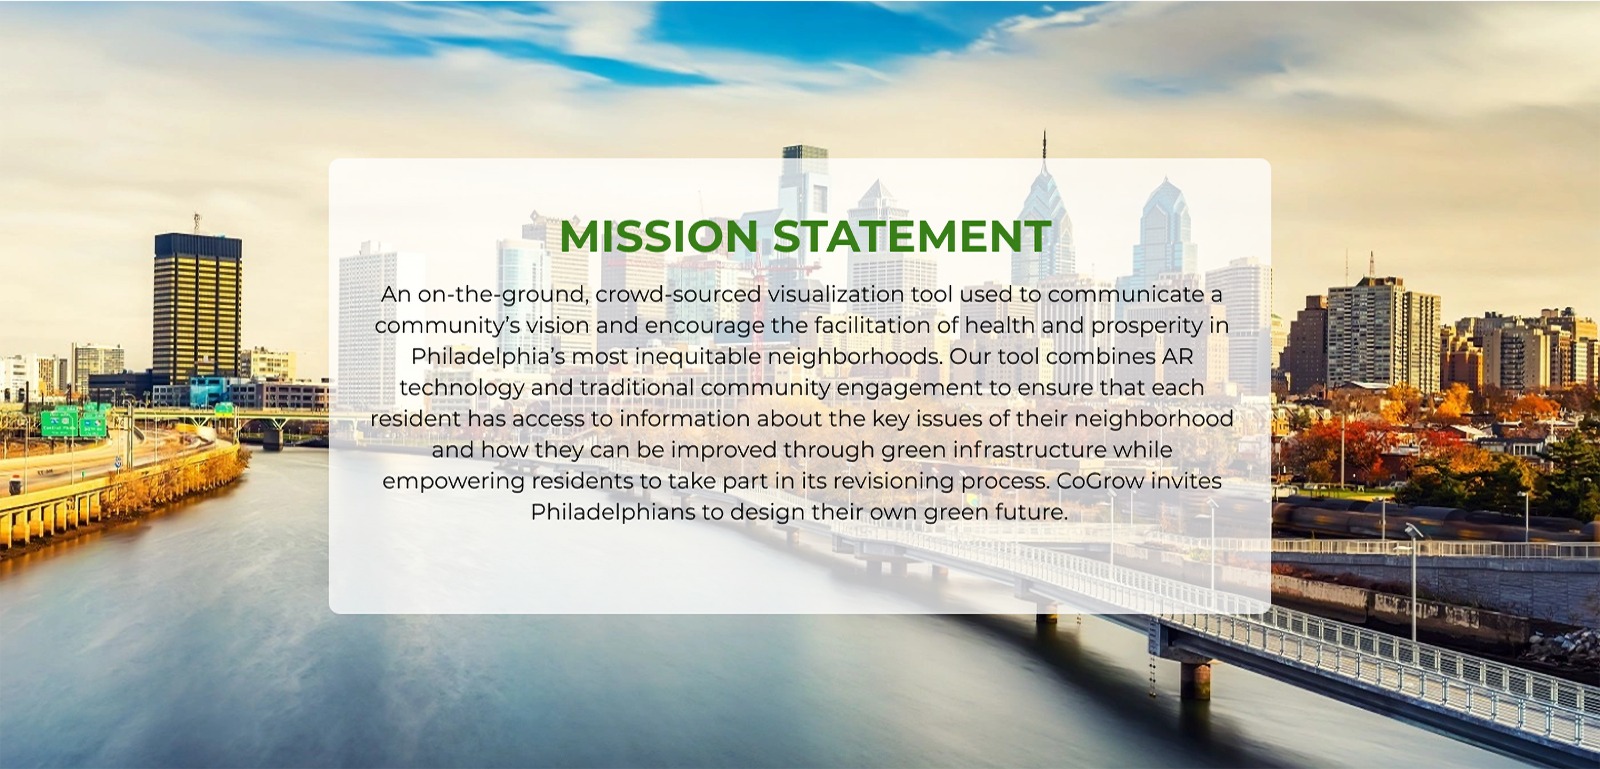 MISSION STATEMENT
An on-the-ground, crowd-sourced visualization tool used to communicate a
community's vision and encourage the facilitation of health and prosperity in
Philadelphia's most inequitable neighborhoods. Our tool combines AR
technology and traditional community engagement to ensure that each
resident has access to information about the key issues of their neighborhood
and how they can be improved through green infrastructure while
empowering residents to take part in its revisioning process. CoGrow invites
Philadelphians to design their own green future.